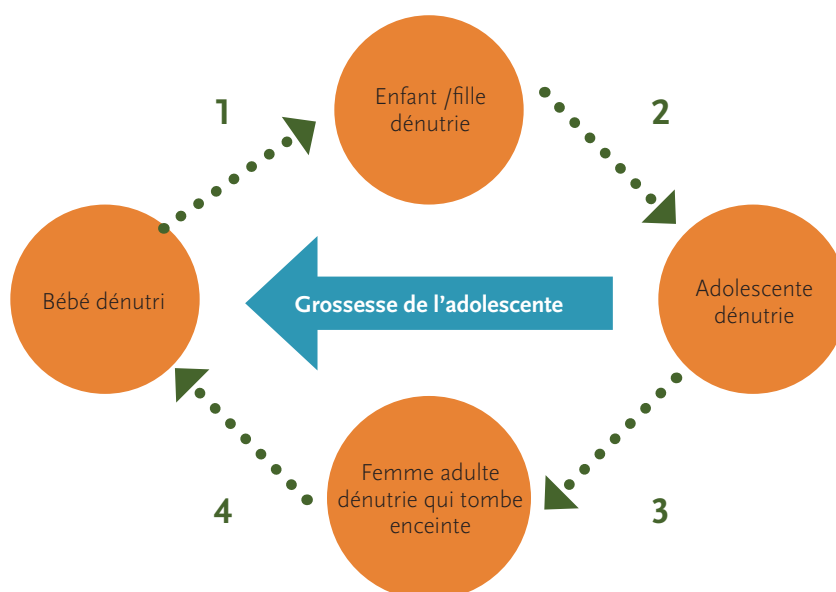 1
Enfant /fille
dénutrie
2
Bébé dénutri
Grossesse de l’adolescente
Adolescente
dénutrie
4
Femme adulte
dénutrie qui tombe
enceinte
3